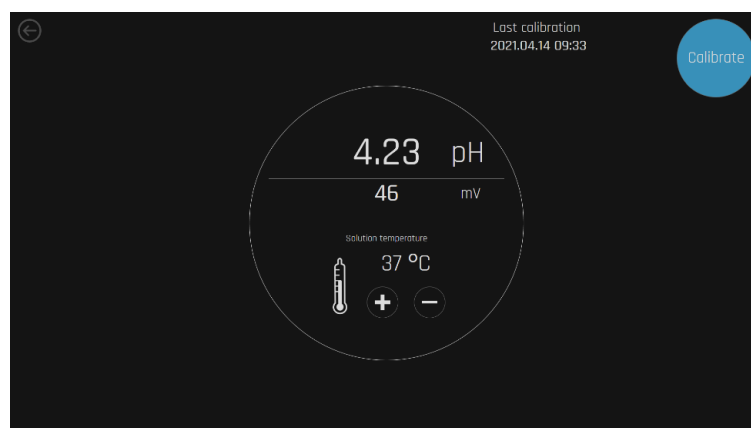 Last calibration
2021.04.14 09:33
Calibrate
4.23 pH
46 mV
Solution temperature
37 °C